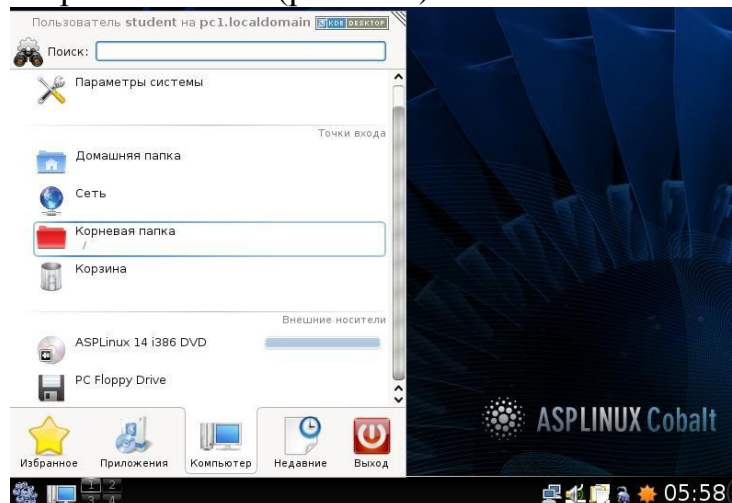 Пользователь student на pc1.localdomain KDE DESKTOP
Поиск:
Параметры системы
Точки входа
Домашняя папка
Сеть
Корневая папка
/
Корзина
Внешние носители
ASPLinux 14 i386 DVD
PC Floppy Drive
ASPLINUX Cobalt
Избранное Приложения Компьютер Недавние Выход
1 2
3 4
05:58